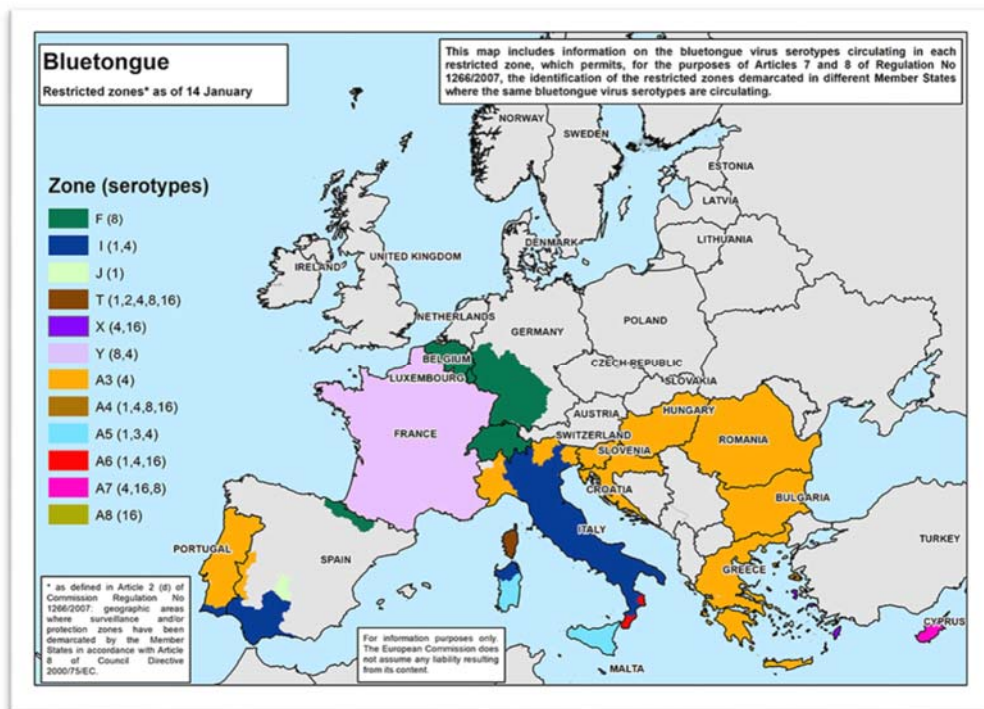 Bluetongue
Restricted zones* as of 14 January
This map includes information on the bluetongue virus serotypes circulating in each
restricted zone, which permits, for the purposes of Articles 7 and 8 of Regulation No
1266/2007, the identification of the restricted zones demarcated in different Member States
where the same bluetongue virus serotypes are circulating.
NORWAY
SWEDEN
ESTONIA
LATVIA
LITHUANIA
DENMARK
UNITED KINGDOM
IRELAND
NETHERLANDS
GERMANY
POLAND
BELGIUM
LUXEMBOURG
CZECH REPUBLIC
SLOVAKIA
AUSTRIA
HUNGARY
SWITZERLAND
FRANCE
SLOVENIA
ROMANIA
CROATIA
BULGARIA
ITALY
PORTUGAL
SPAIN
GREECE
TURKEY
CYPRUS
MALTA
Zone (serotypes)
F (8)
I (1,4)
J (1)
T (1,2,4,8,16)
X (4,16)
Y (8,4)
A3 (4)
A4 (1,4,8,16)
A5 (1,3,4)
A6 (1,4,16)
A7 (4,16,8)
A8 (16)
* as defined in Article 2 (d) of
Commission Regulation No
1266/2007: geographic areas
where surveillance and/or
protection zones have been
demarcated by the Member
States in accordance with Article
8 of Council Directive
2000/75/EC.
For information purposes only.
The European Commission does
not assume any liability resulting
from its content.